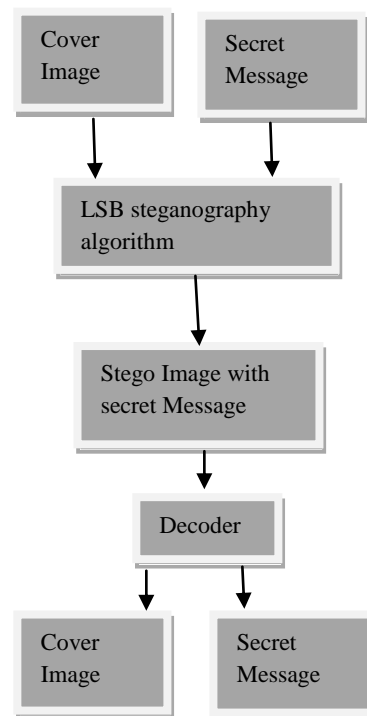 Cover
Image
Secret
Message
LSB steganography
algorithm
Stego Image with
secret Message
Decoder
Cover
Image
Secret
Message